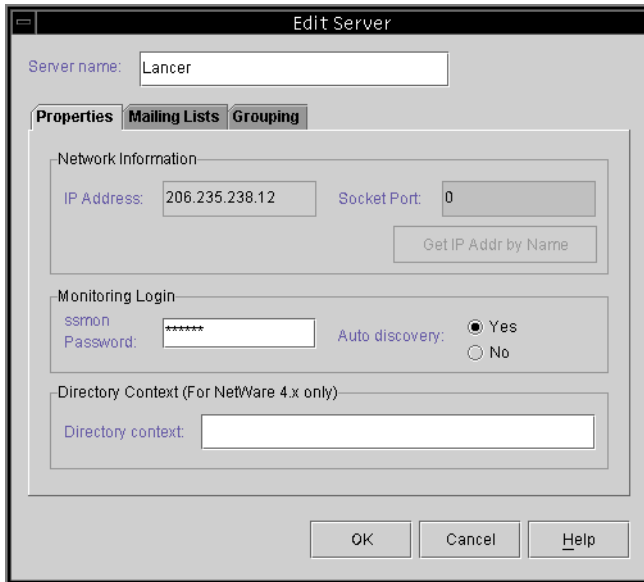 Edit Server
Server name: Lancer
Properties Mailing Lists Grouping
Network Information
IP Address: 206.235.238.12 Socket Port: 0
Get IP Addr by Name
Monitoring Login
ssmon
Password: ****** Auto discovery: Yes
No
Directory Context (For NetWare 4.x only)
Directory context:
OK Cancel Help